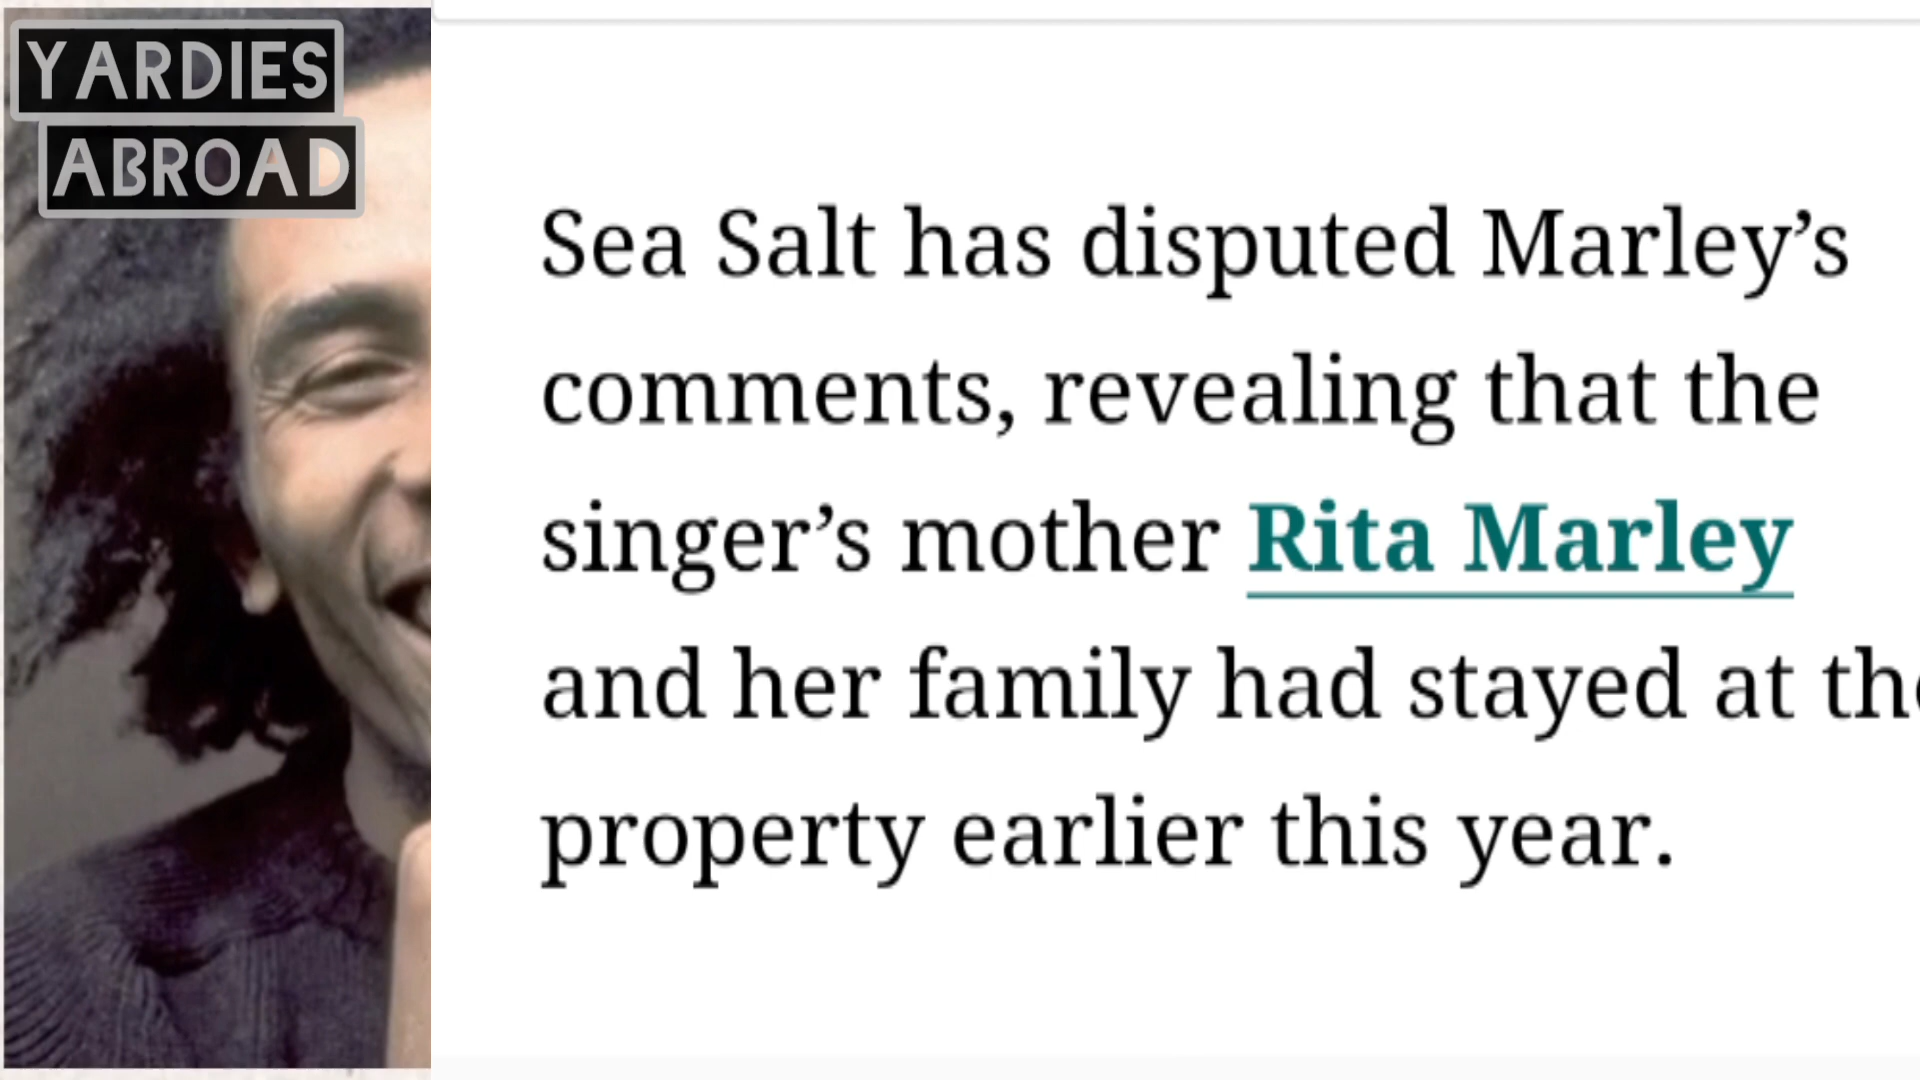 YARDIES
ABROAD
Sea Salt has disputed Marley’s
comments, revealing that the
singer’s mother Rita Marley
and her family had stayed at the
property earlier this year.